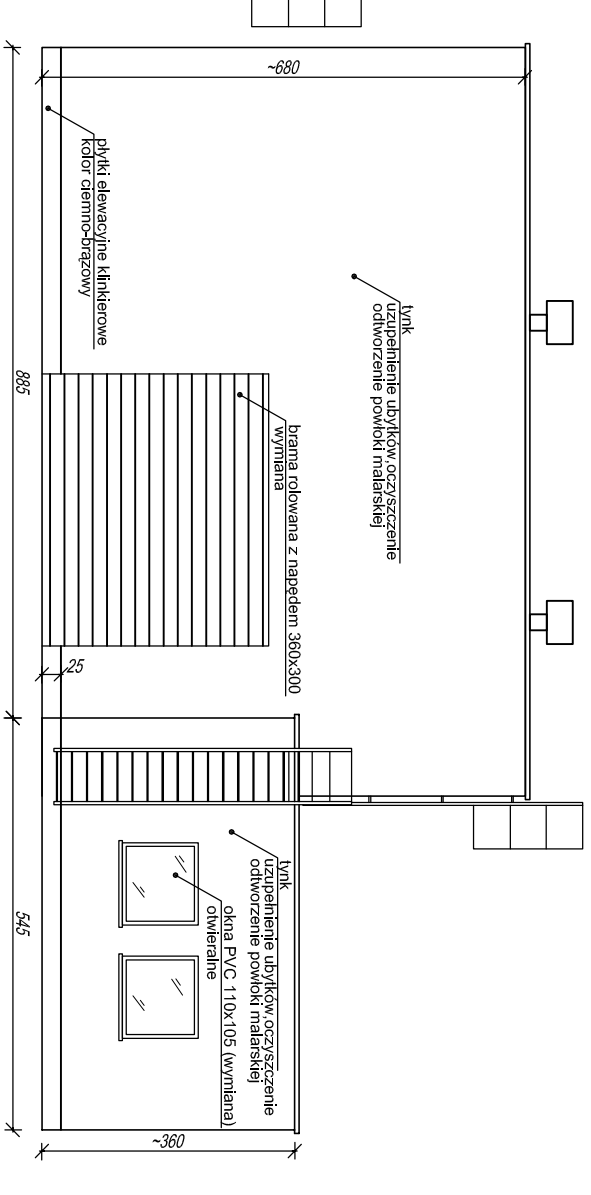 ~680
płytki elewacyjne klinkierowe
kolor ciemno-brązowy
tynk
uzupełnienie ubytków,oczyszczenie
odtworzenie powłoki malarskiej
brama rolowana z napędem 360x300
wymiana
25
885
tynk
uzupełnienie ubytków,oczyszczenie
odtworzenie powłoki malarskiej
okna PVC 110x105 (wymiana)
otwieralne
545
~360